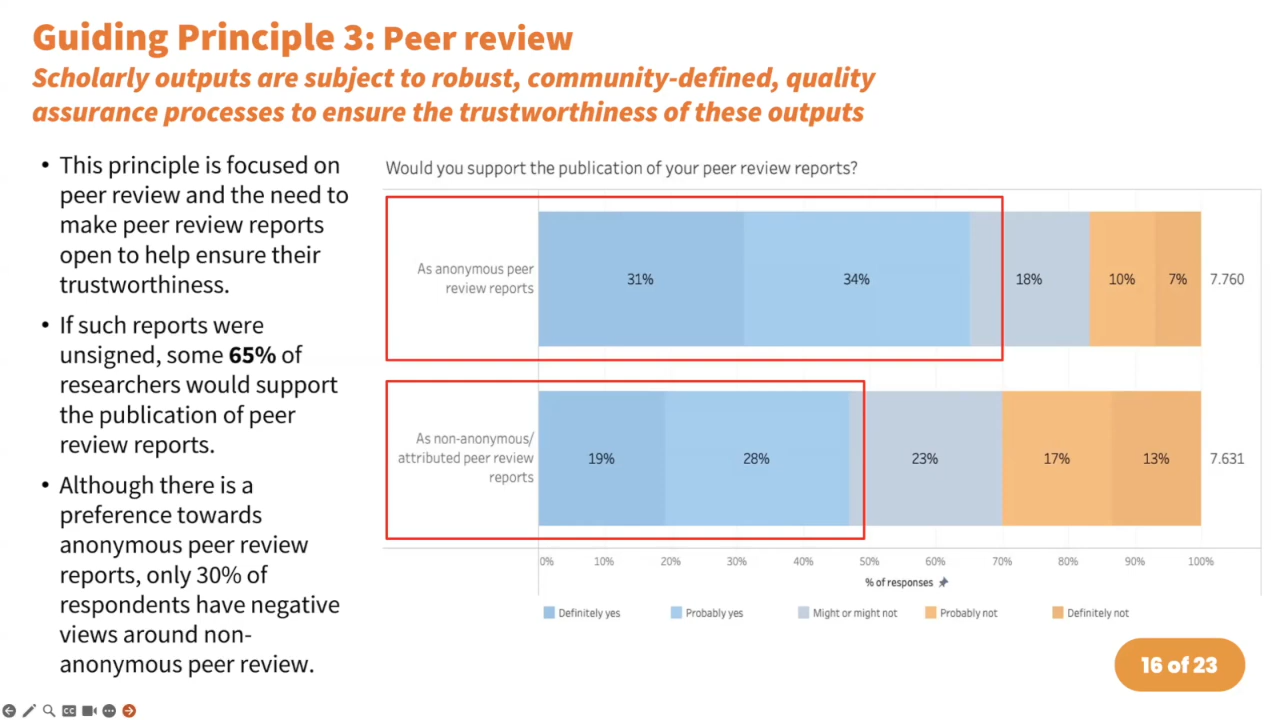 Guiding Principle 3: Peer review
Scholarly outputs are subject to robust, community-defined, quality
assurance processes to ensure the trustworthiness of these outputs
• This principle is focused on
peer review and the need to
make peer review reports
open to help ensure their
trustworthiness.
• If such reports were
unsigned, some 65% of
researchers would support
the publication of peer
review reports.
• Although there is a
preference towards
anonymous peer review
reports, only 30% of
respondents have negative
views around non-
anonymous peer review.
Would you support the publication of your peer review reports?
As anonymous peer
review reports
31% 34% 18% 10% 7% 7.760
As non-anonymous/
attributed peer review
reports
19% 28% 23% 17% 13% 7.631
0% 10% 20% 30% 40% 50% 60% 70% 80% 90% 100%
% of responses
Definitely yes Probably yes Might or might not Probably not Definitely not
16 of 23
CC